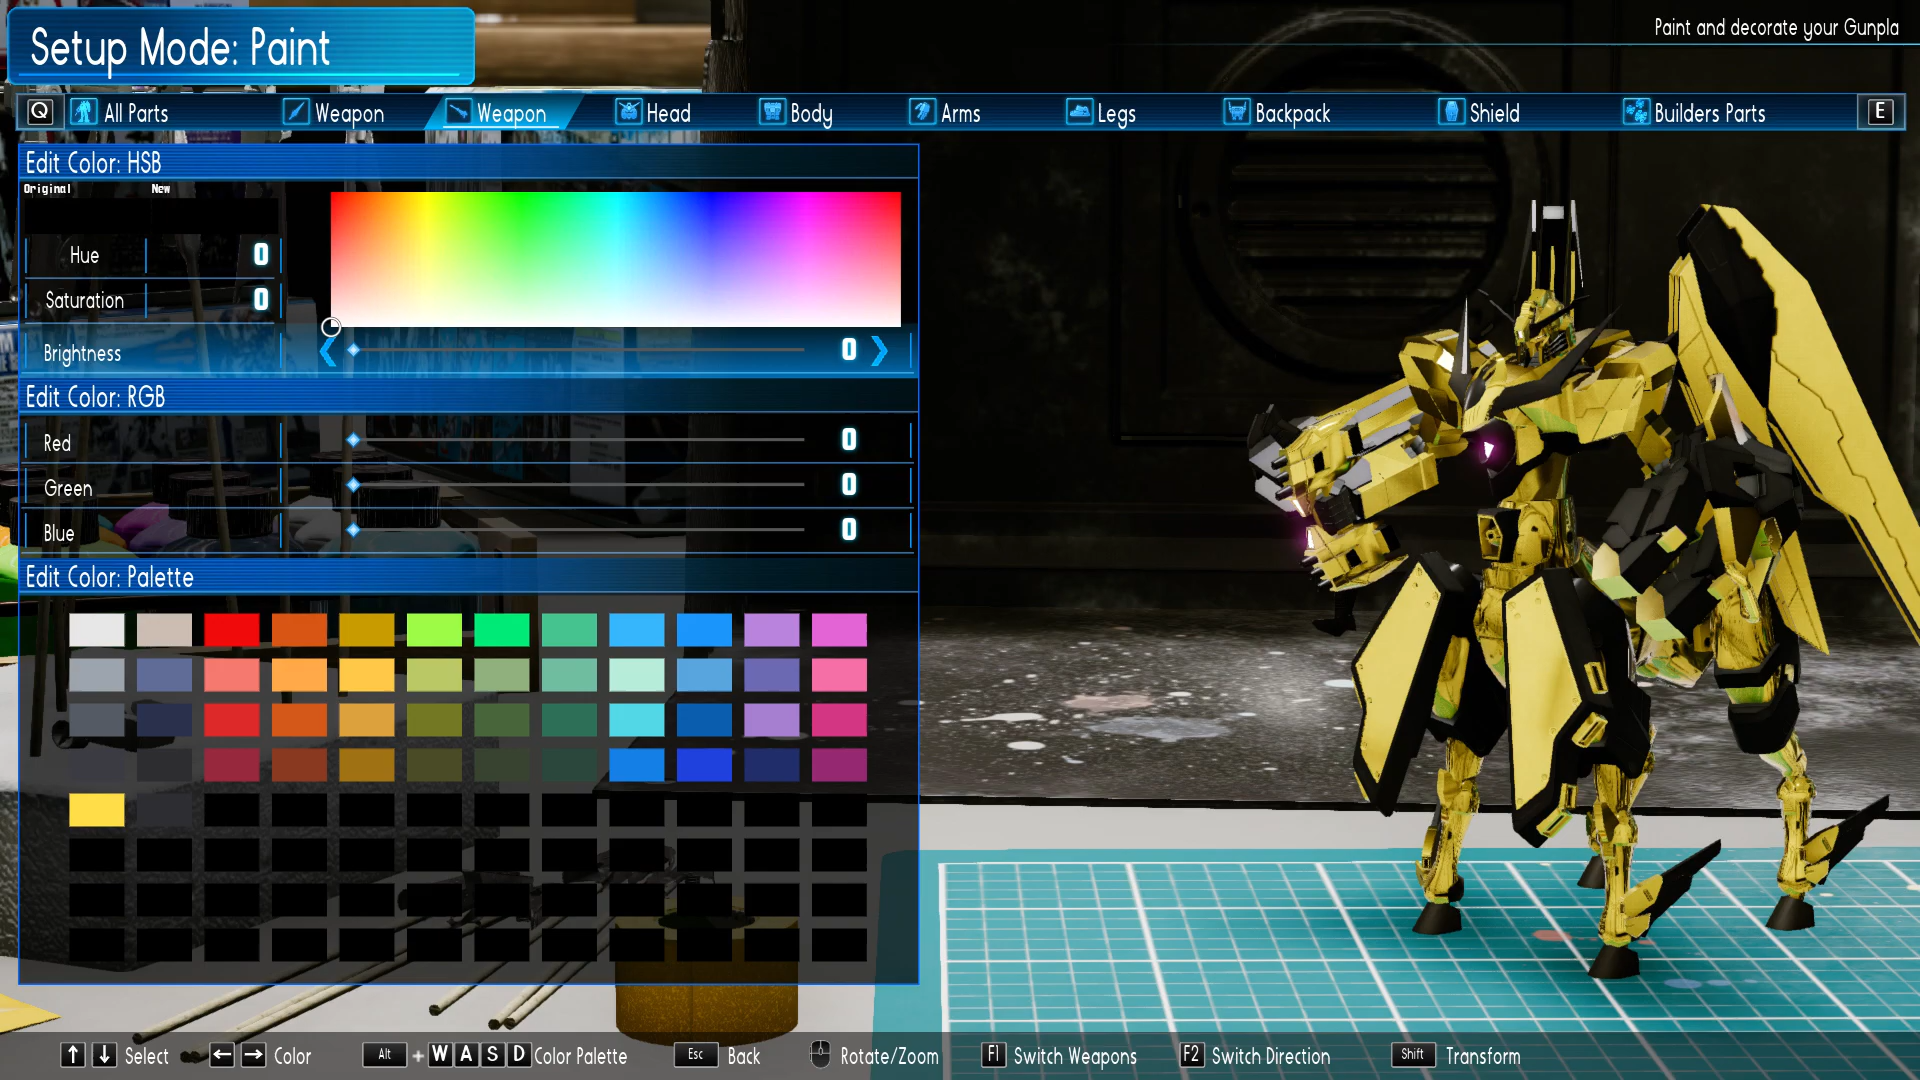 Setup Mode: Paint
Paint and decorate your Gunpla
Q All Parts Weapon Weapon Head Body Arms Legs Backpack Shield Builders Parts E
Edit Color: HSB
Original New
Hue 0
Saturation 0
Brightness 0
Edit Color: RGB
Red 0
Green 0
Blue 0
Edit Color: Palette
↑ ↓ Select ← → Color Alt + W A S D Color Palette Esc Back Rotate/Zoom F1 Switch Weapons F2 Switch Direction Shift Transform